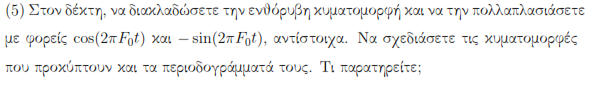 (5) Στον δέκτη, να διακλαδώσετε την ενθόρυβη κυματομορφή και να την πολλαπλασιάσετε
με φορείς cos(2πF₀t) και − sin(2πF₀t), αντίστοιχα. Να σχεδιάσετε τις κυματομορφές
που προκύπτουν και τα περιοδογράμματά τους. Τι παρατηρείτε;